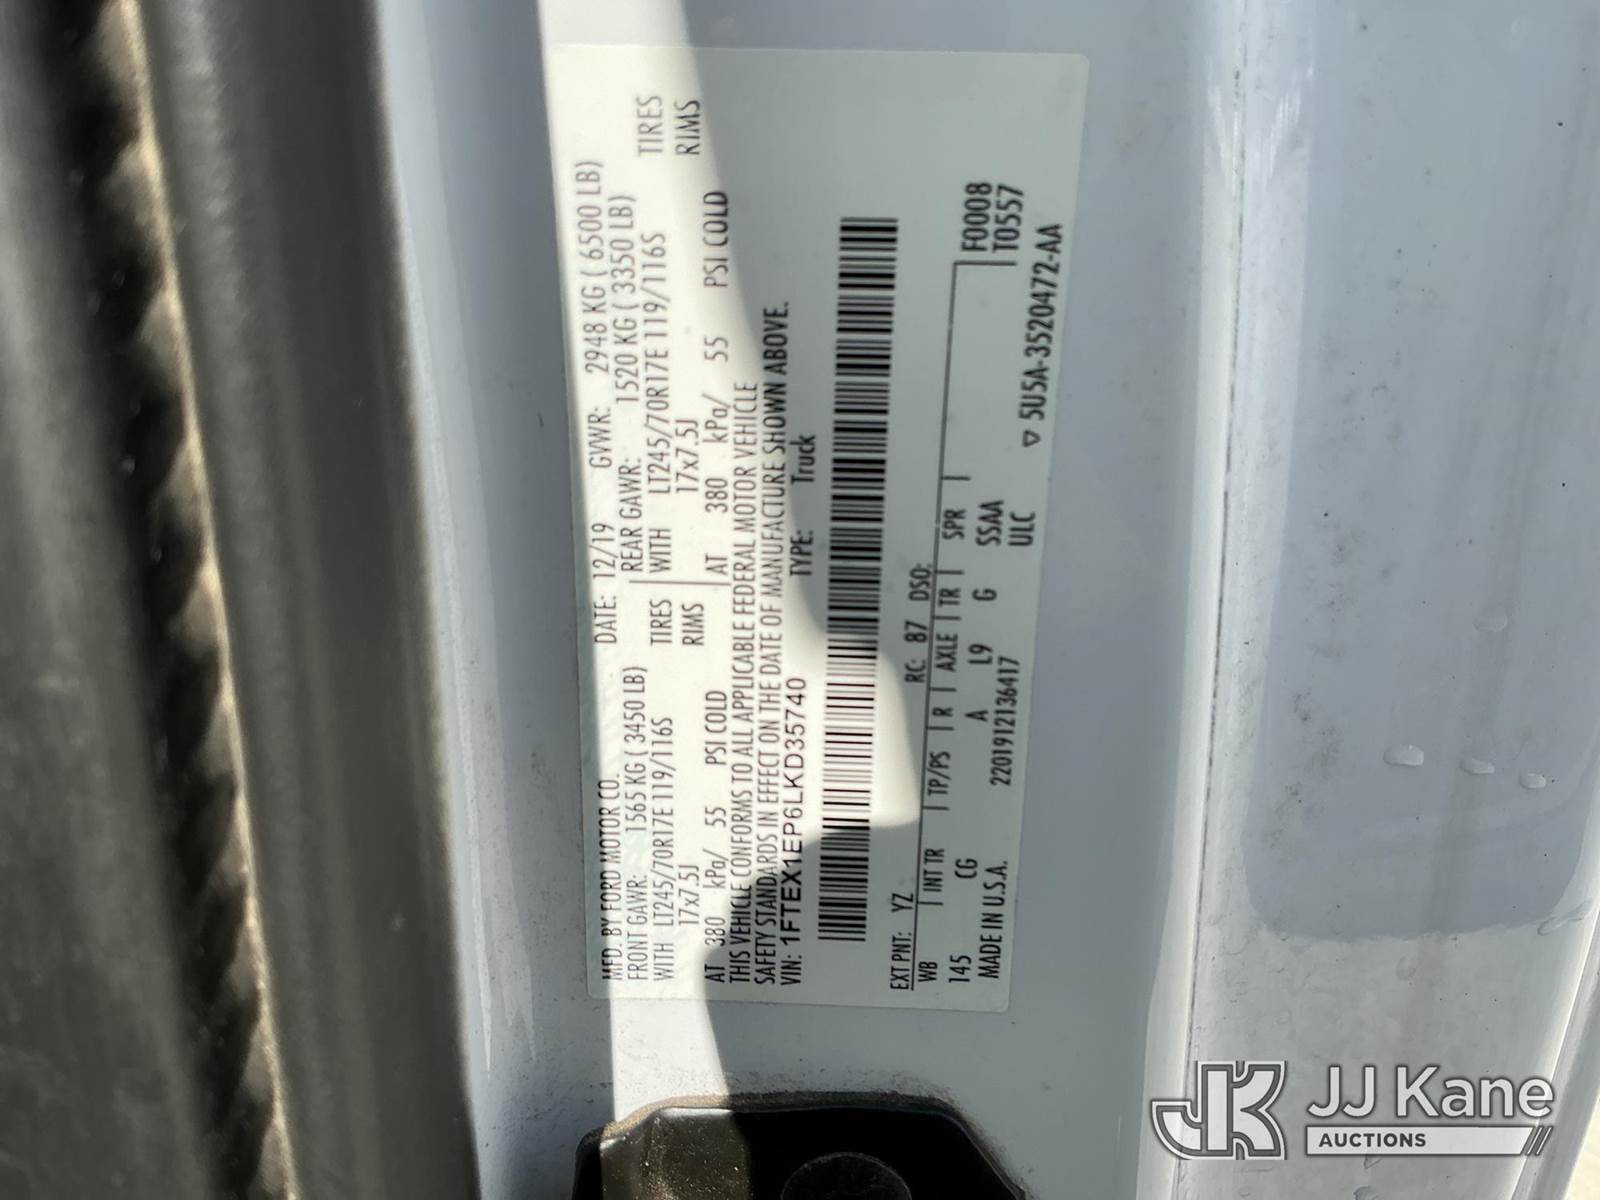 MFD. BY FORD MOTOR CO.
DATE: 12/19 GVWR: 2948 KG ( 6500 LB)
FRONT GAWR: 1565 KG ( 3450 LB)
REAR GAWR: 1520 KG ( 3350 LB)
WITH LT245/70R17E 119/116S TIRES
WITH LT245/70R17E 119/116S TIRES
17x7.5J RIMS
17x7.5J RIMS
AT 380 kPa/ 55 PSI COLD
AT 380 kPa/ 55 PSI COLD
THIS VEHICLE CONFORMS TO ALL APPLICABLE FEDERAL MOTOR VEHICLE
SAFETY STANDARDS IN EFFECT ON THE DATE OF MANUFACTURE SHOWN ABOVE.
VIN: 1FTEX1EP6LKD35740 TYPE: Truck
EXT PNT: YZ RC: 87 DSO:
WB INT TR TP/PS R AXLE TR SPR F0008
145 CG A L9 G SSAA T0557
MADE IN U.S.A. 2201912136417 ULC
▽ 5U5A-3520472-AA
JK JJ Kane
AUCTIONS